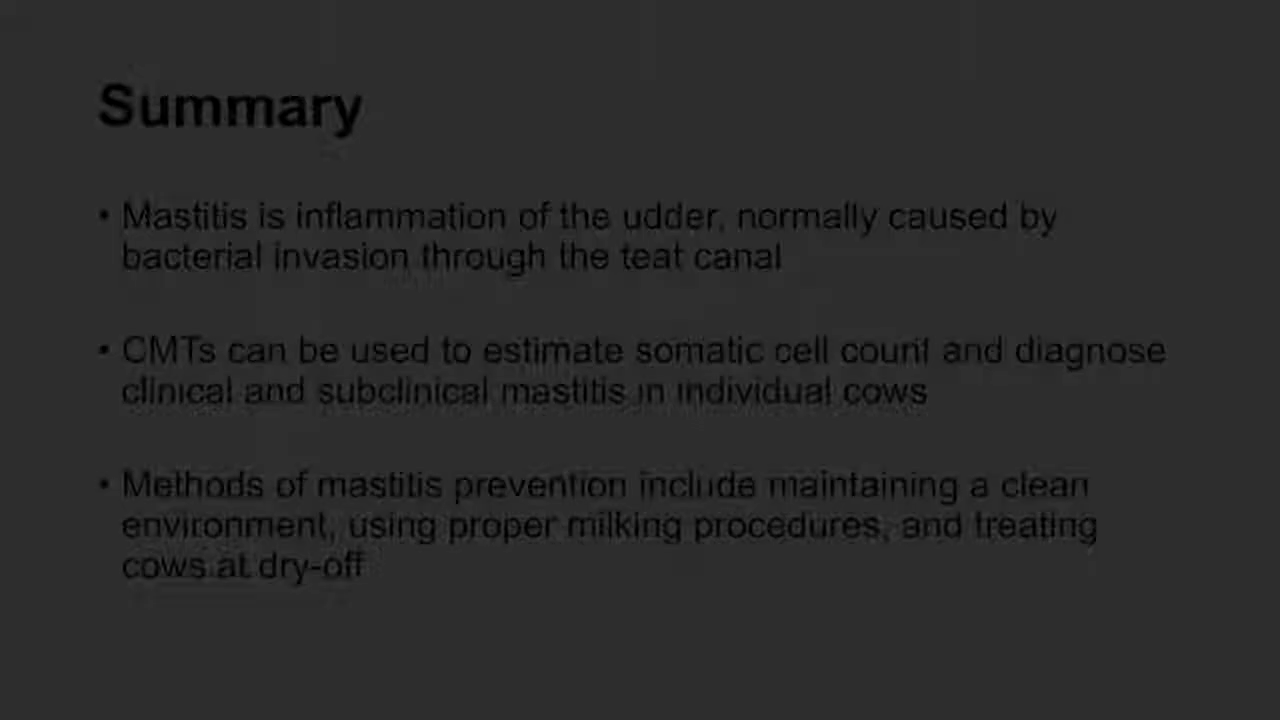 Summary
• Mastitis is inflammation of the udder, normally caused by
bacterial invasion through the teat canal
• CMTs can be used to estimate somatic cell count and diagnose
clinical and subclinical mastitis in individual cows
• Methods of mastitis prevention include maintaining a clean
environment, using proper milking procedures, and treating
cows at dry-off